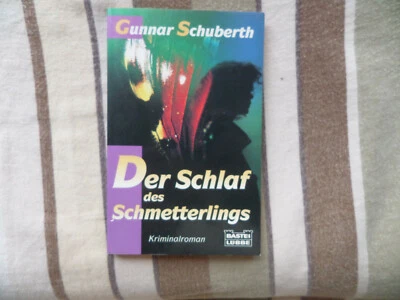 Gunnar Schuberth
Der Schlaf
des
Schmetterlings
Kriminalroman
BASTEI
LÜBBE